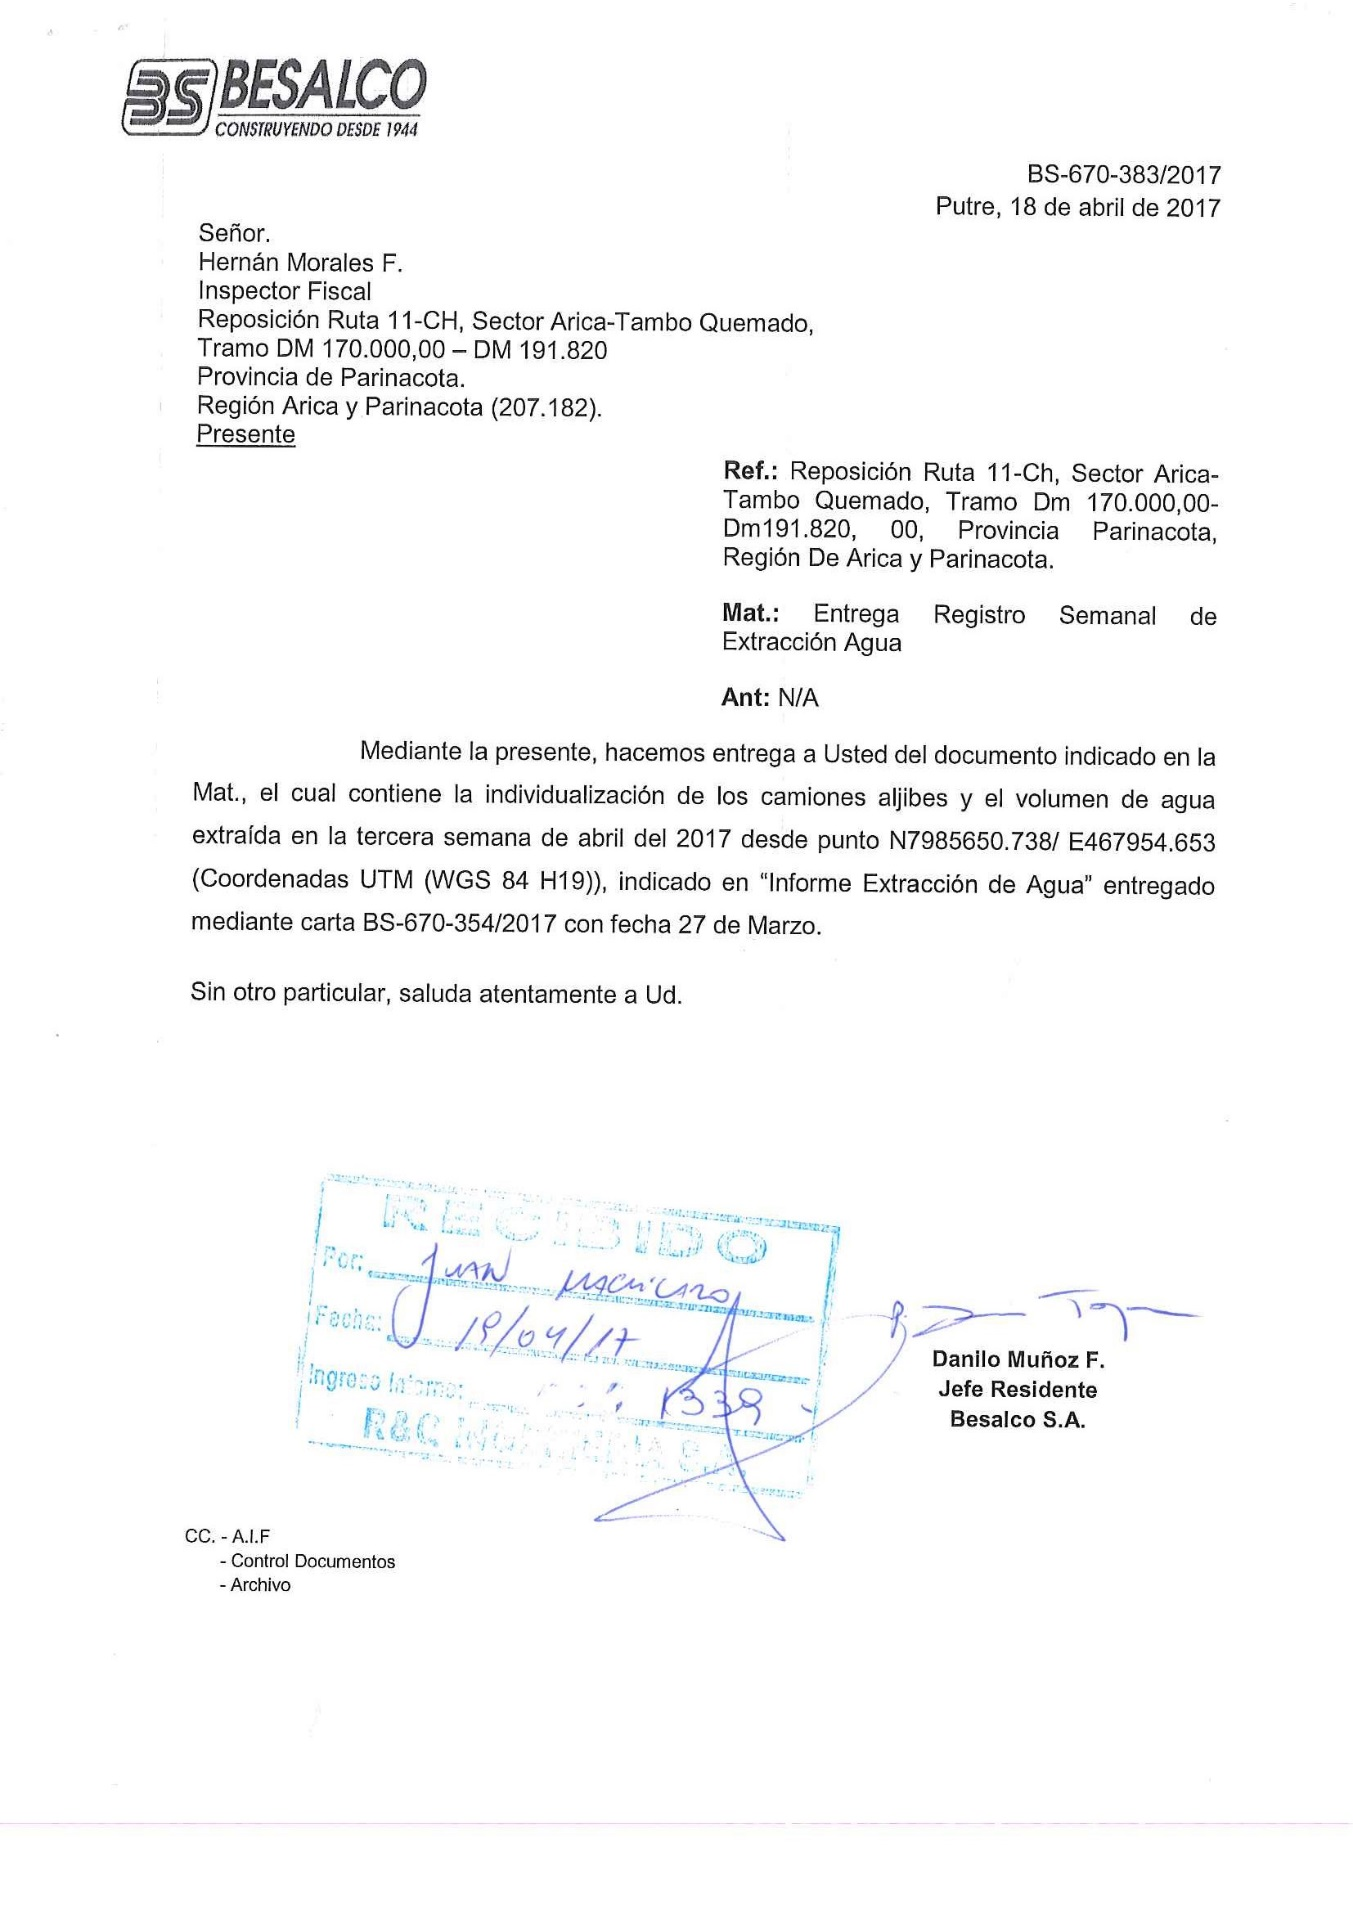 BS BESALCO
CONSTRUYENDO DESDE 1944
BS-670-383/2017
Putre, 18 de abril de 2017
Señor.
Hernán Morales F.
Inspector Fiscal
Reposición Ruta 11-CH, Sector Arica-Tambo Quemado,
Tramo DM 170.000,00 – DM 191.820
Provincia de Parinacota.
Región Arica y Parinacota (207.182).
Presente
Ref.: Reposición Ruta 11-Ch, Sector Arica-
Tambo Quemado, Tramo Dm 170.000,00-
Dm191.820, 00, Provincia Parinacota,
Región De Arica y Parinacota.
Mat.: Entrega Registro Semanal de
Extracción Agua
Ant: N/A
Mediante la presente, hacemos entrega a Usted del documento indicado en la
Mat., el cual contiene la individualización de los camiones aljibes y el volumen de agua
extraída en la tercera semana de abril del 2017 desde punto N7985650.738/ E467954.653
(Coordenadas UTM (WGS 84 H19)), indicado en “Informe Extracción de Agua” entregado
mediante carta BS-670-354/2017 con fecha 27 de Marzo.
Sin otro particular, saluda atentamente a Ud.
RECIBIDO
Por: JUAN
Fecha: 19/04/17
Ingreso Interno: 1339
R&C INGENIERIA S.A.
Danilo Muñoz F.
Jefe Residente
Besalco S.A.
CC. - A.I.F
- Control Documentos
- Archivo